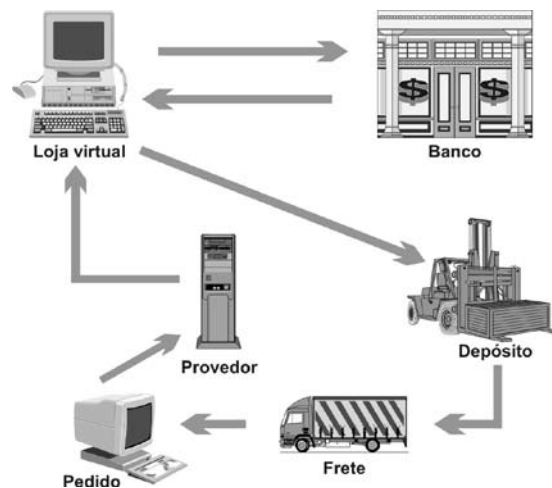 Loja virtual
Banco
$ $
Provedor
Depósito
Pedido
Frete